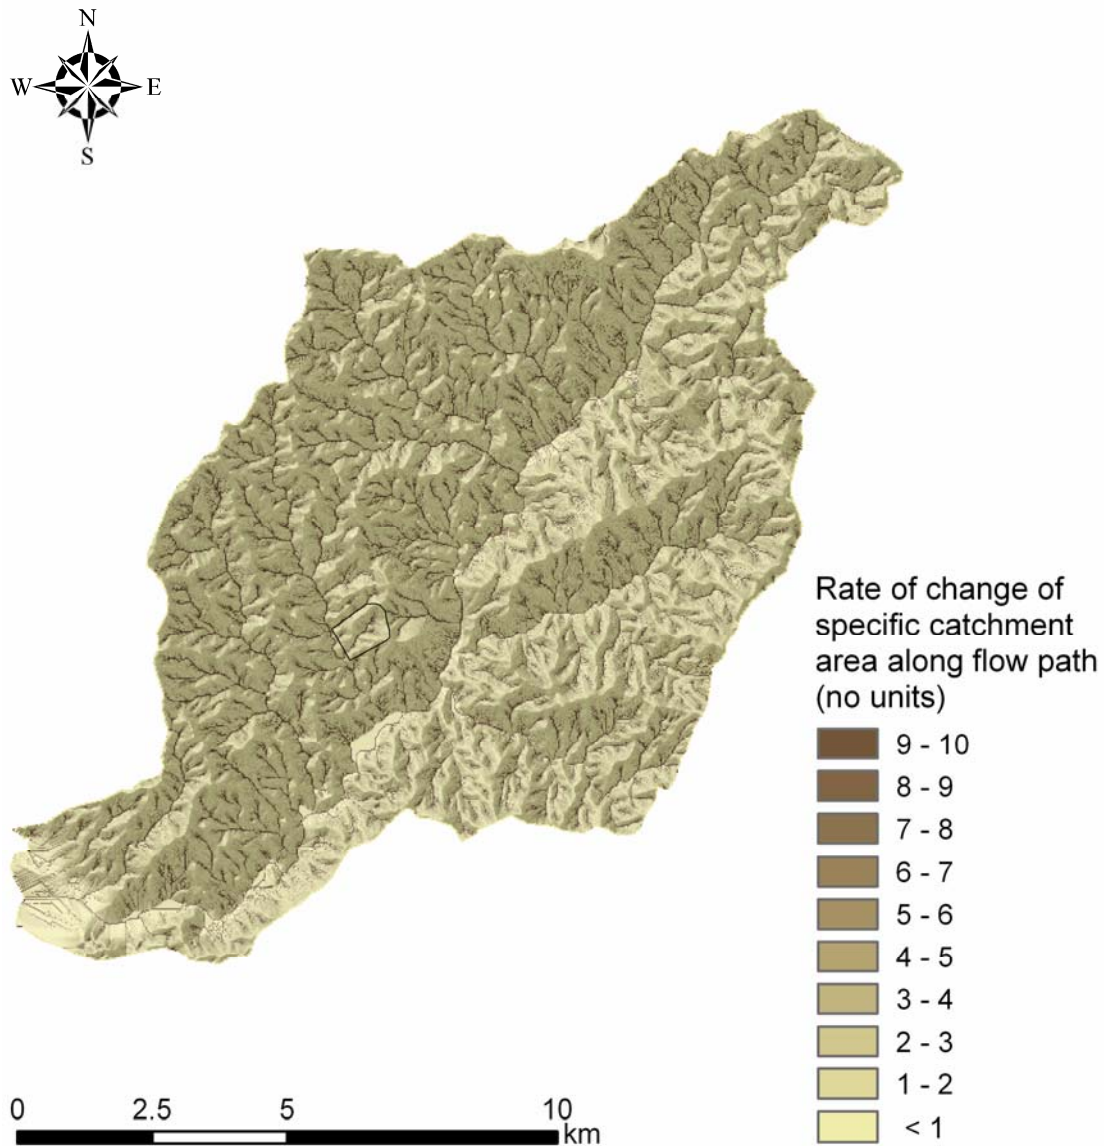 N
W E
S
Rate of change of
specific catchment
area along flow path
(no units)
9 - 10
8 - 9
7 - 8
6 - 7
5 - 6
4 - 5
3 - 4
2 - 3
1 - 2
< 1
0 2.5 5 10
km